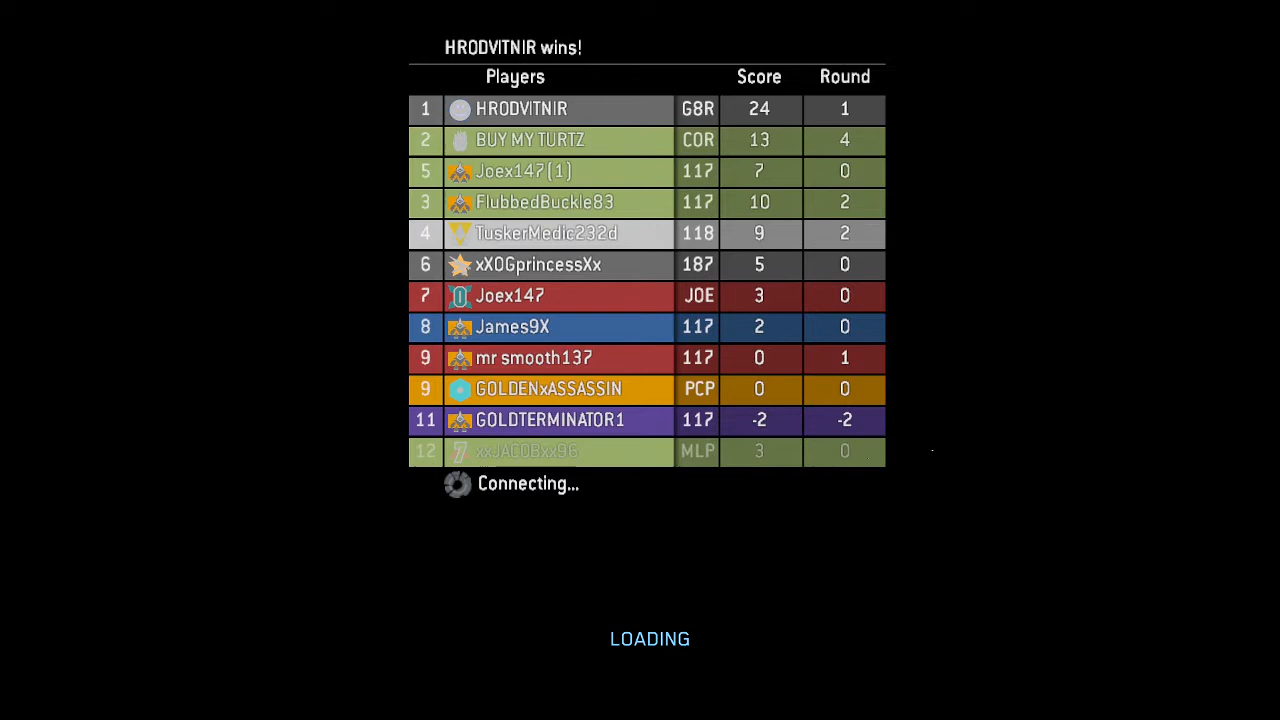 HRODVITNIR wins!
Players Score Round
1 HRODVITNIR G8R 24 1
2 BUY MY TURTZ COR 13 4
5 Joex147(1) 117 7 0
3 FlubbedBuckle83 117 10 2
4 TuskerMedic232d 118 9 2
6 xXOGprincessXx 187 5 0
7 Joex147 JOE 3 0
8 James9X 117 2 0
9 mr smooth137 117 0 1
9 GOLDENxASSASSIN PCP 0 0
11 GOLDTERMINATOR1 117 -2 -2
12 xxJACOBxx96 MLP 3 0
Connecting...
LOADING